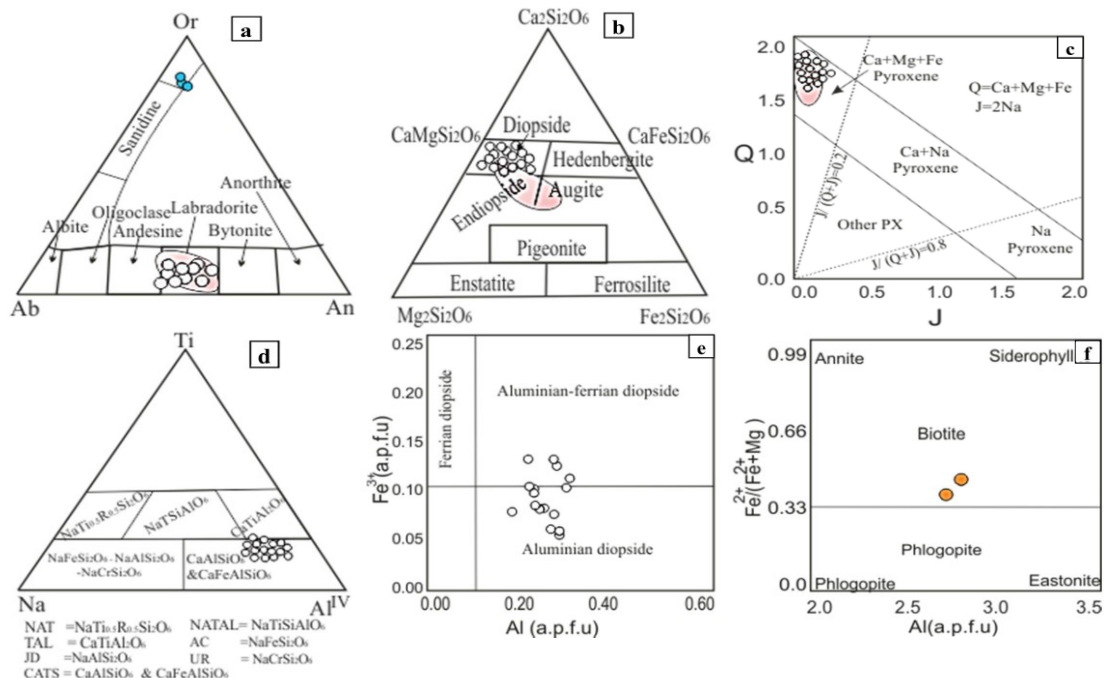 Or
a
Sanidine
Anorthite
Oligoclase
Labradorite
Albite
Andesine
Bytonite
Ab
An
Ca2Si2O6
b
Diopside
CaMgSi2O6
CaFeSi2O6
Hedenbergite
Endiopside
Augite
Pigeonite
Enstatite
Ferrosilite
Mg2Si2O6
Fe2Si2O6
c
2.0
1.5
1.0
0.5
0.0
Q
Ca+Mg+Fe
Pyroxene
Q=Ca+Mg+Fe
J=2Na
Ca+Na
Pyroxene
J/ (Q+J)=0.2
Other PX
J/ (Q+J)=0.8
Na
Pyroxene
0.0 0.5 1.0 1.5 2.0
J
Ti
d
NaTi0.5R0.5Si2O6
NaTSiAlO6
CaTiAl2O6
NaFeSi2O6-NaAlSi2O6
-NaCrSi2O6
CaAlSiO6
&CaFeAlSiO6
Na
AlIV
NAT =NaTi0.5R0.5Si2O6
NATAL= NaTiSiAlO6
TAL = CaTiAl2O6
AC =NaFeSi2O6
JD =NaAlSi2O6
UR = NaCrSi2O6
CATS = CaAlSiO6 & CaFeAlSiO6
e
0.25
0.20
0.15
0.10
0.05
0.00
Fe3+(a.p.f.u)
Ferrian diopside
Aluminian-ferrian diopside
Aluminian diopside
0.00 0.20 0.40 0.60
Al (a.p.f.u)
f
0.99
0.66
0.33
0.0
Fe2+/(Fe2++Mg )
Annite
Siderophyll
Biotite
Phlogopite
Phlogopite
Eastonite
2.0 2.5 3.0 3.5
Al(a.p.f.u)